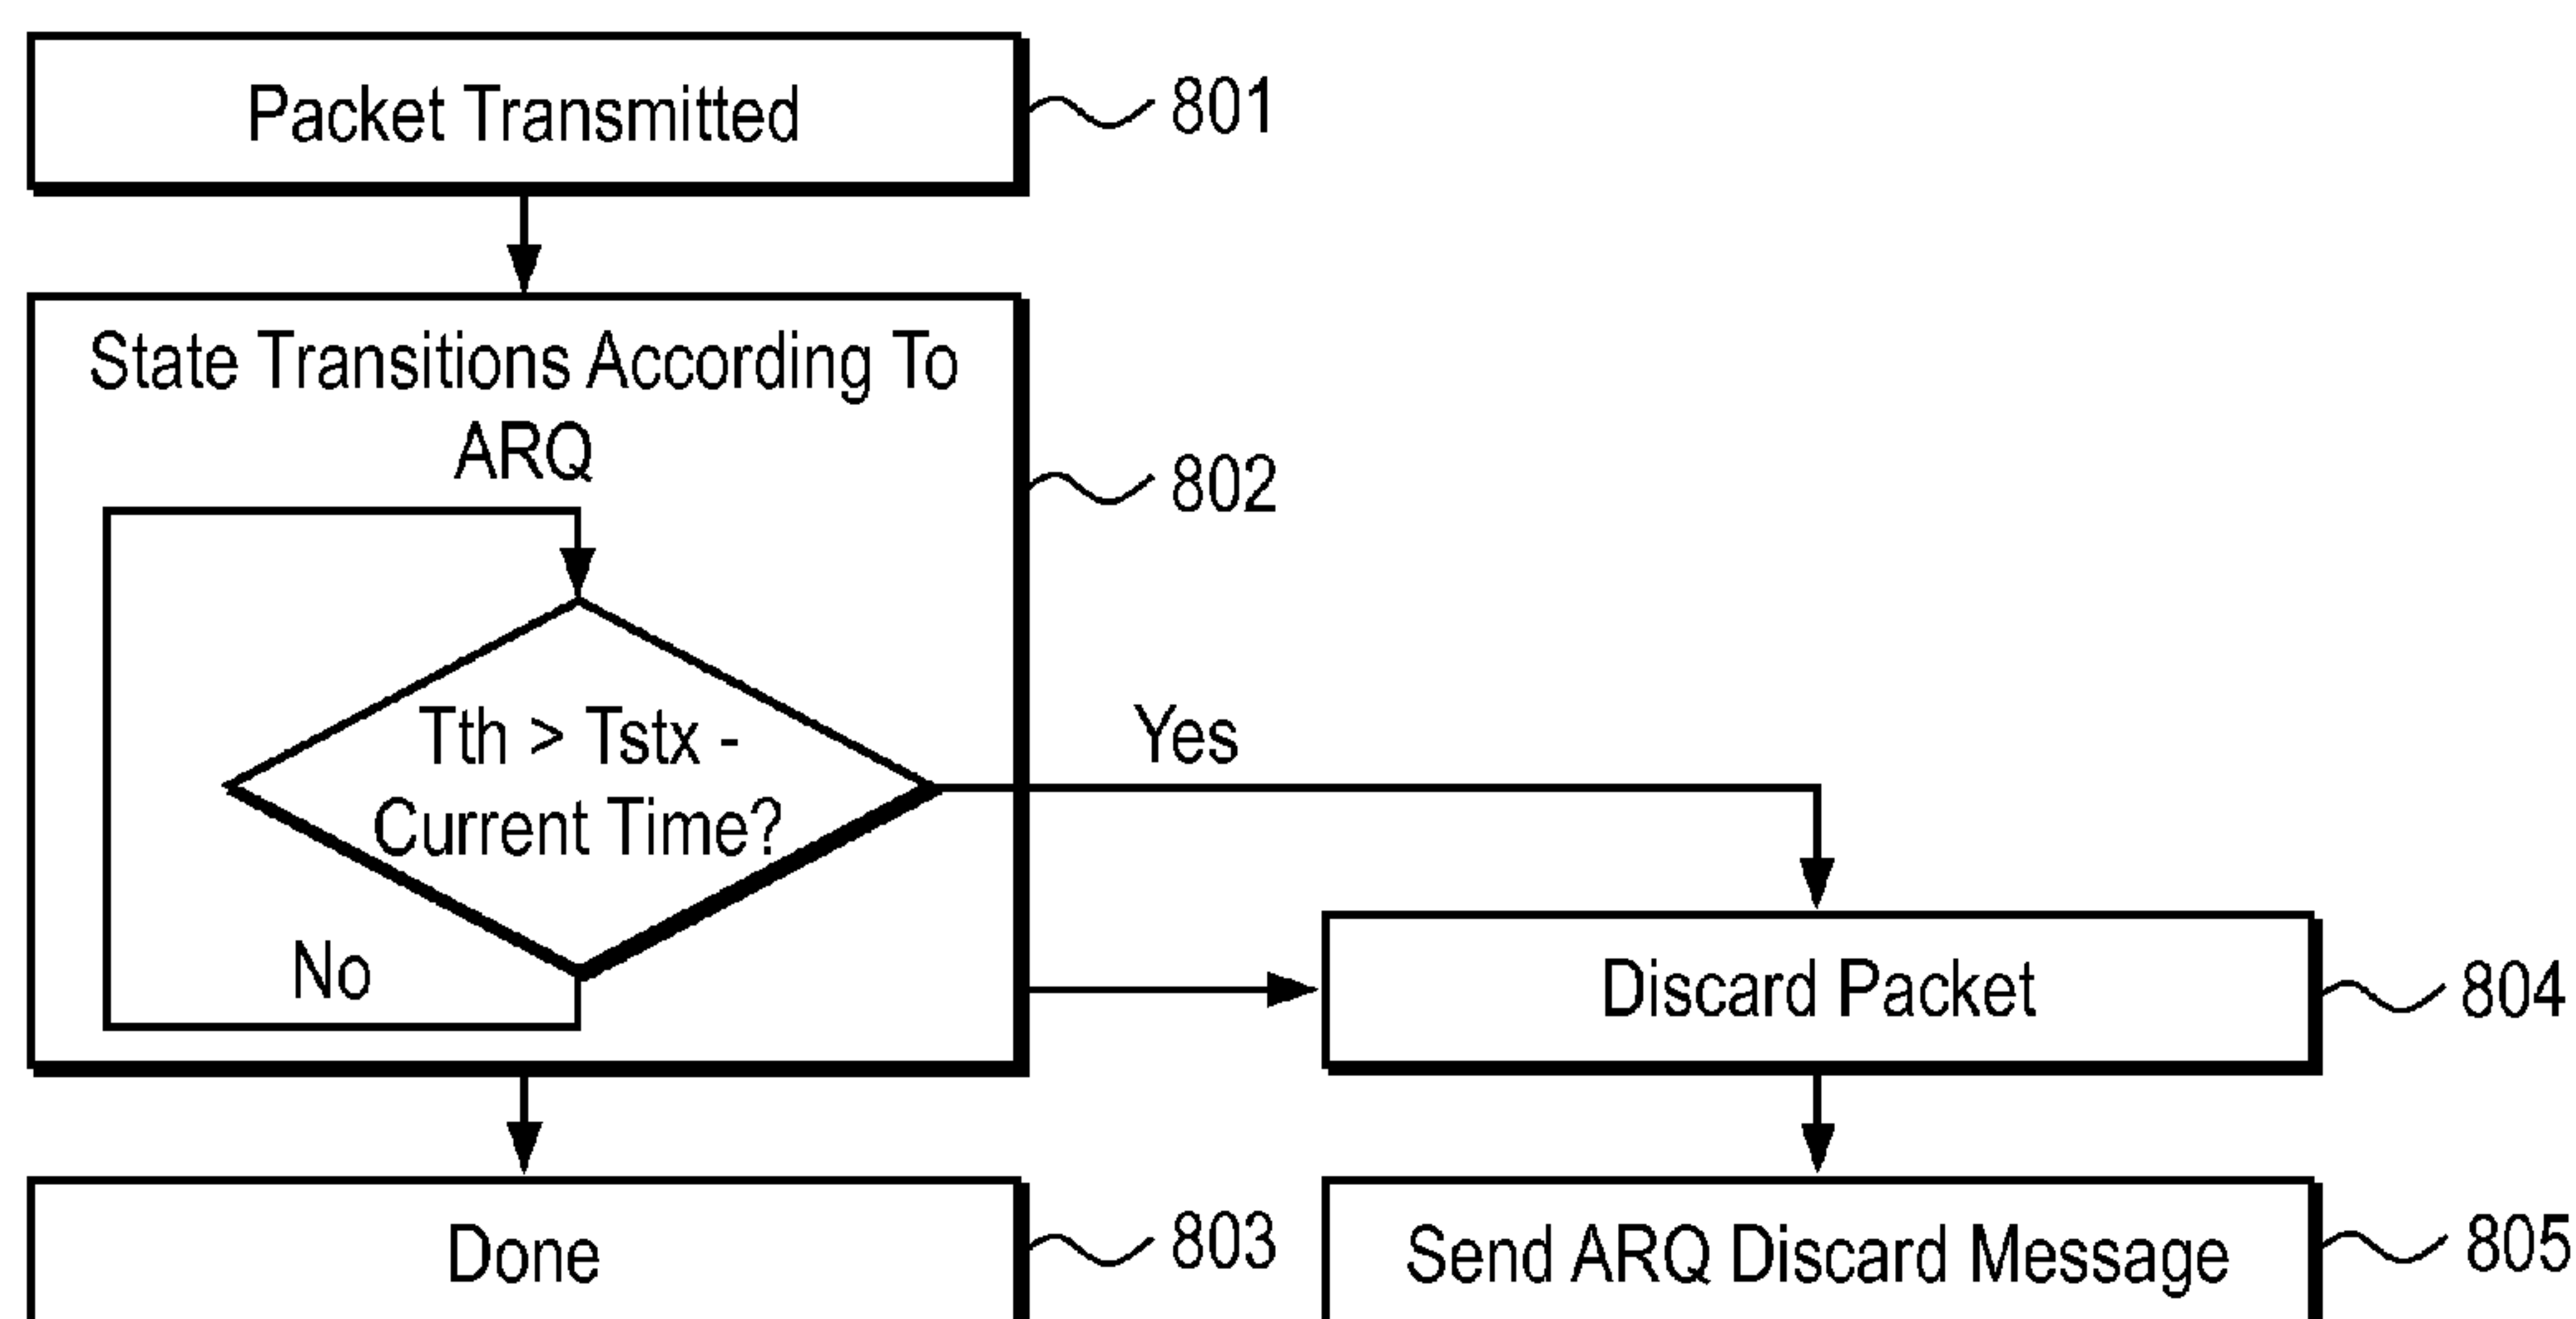 Packet Transmitted
801
State Transitions According To
ARQ
802
Tth > Tstx -
Current Time?
Yes
No
Discard Packet
804
Done
803
Send ARQ Discard Message
805